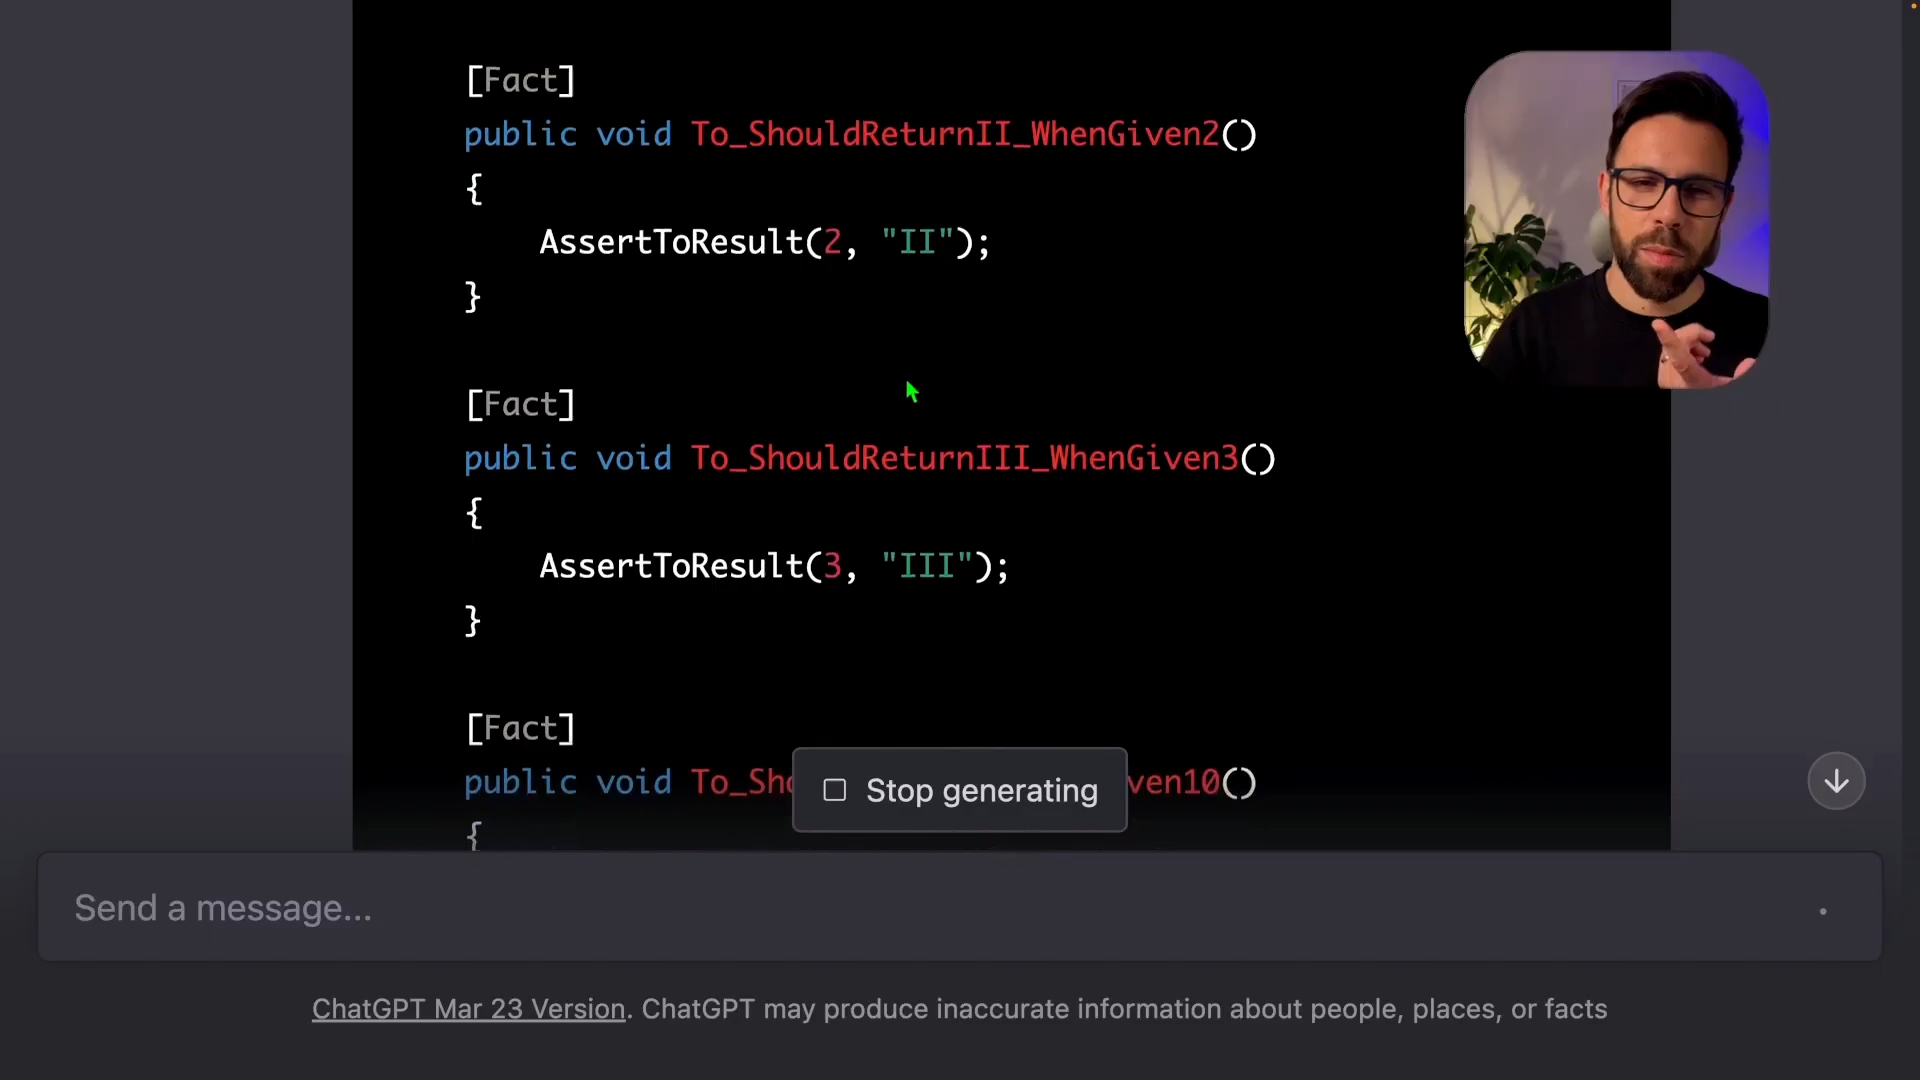 [Fact]
public void To_ShouldReturnII_WhenGiven2()
{
AssertToResult(2, "II");
}
[Fact]
public void To_ShouldReturnIII_WhenGiven3()
{
AssertToResult(3, "III");
}
[Fact]
public void To_Sho ven10()
Stop generating
{
Send a message...
ChatGPT Mar 23 Version. ChatGPT may produce inaccurate information about people, places, or facts